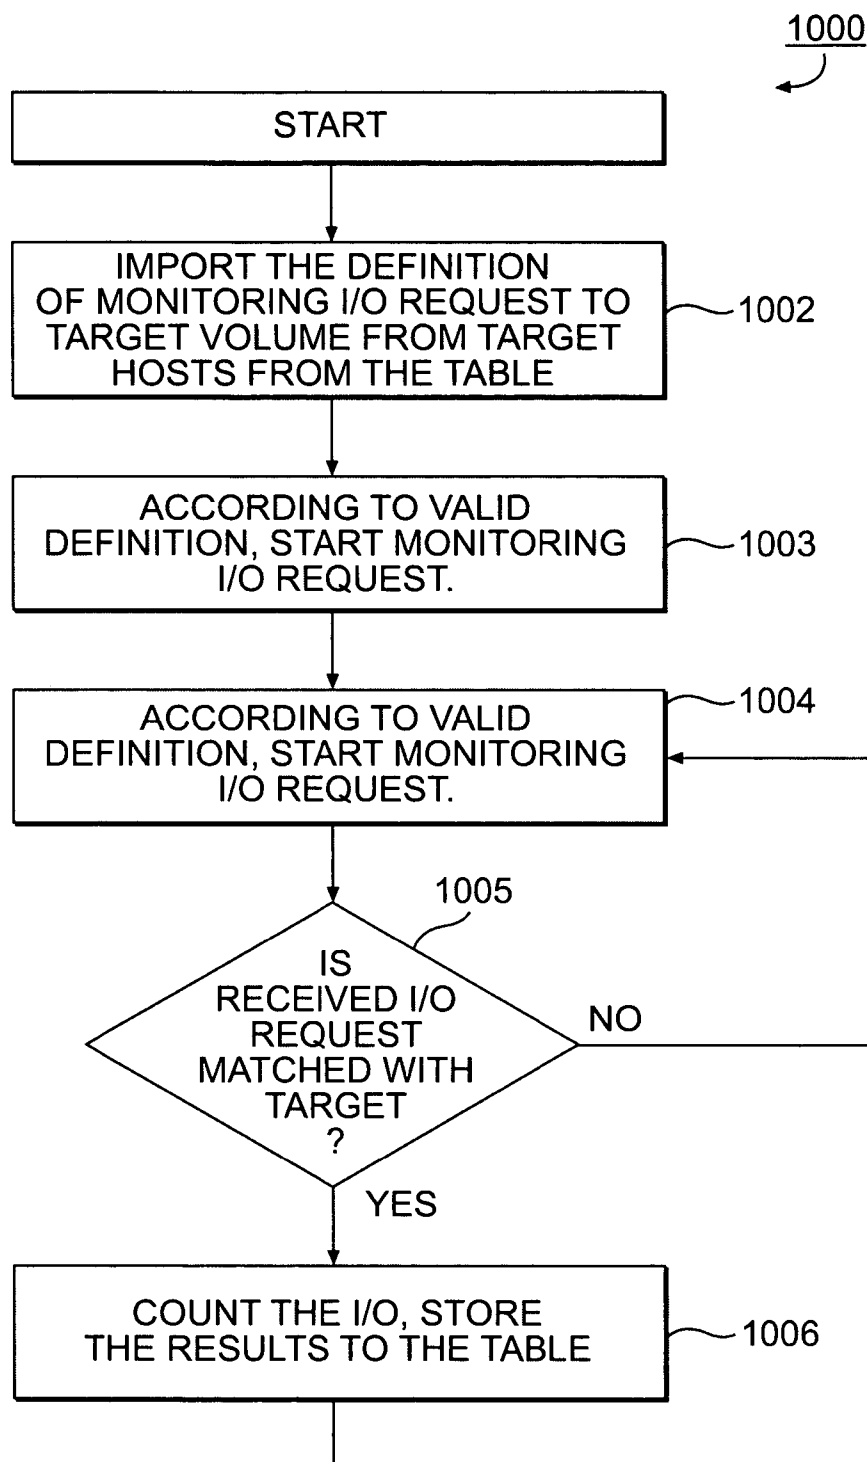 1000
START
IMPORT THE DEFINITION
OF MONITORING I/O REQUEST TO
TARGET VOLUME FROM TARGET
HOSTS FROM THE TABLE
1002
ACCORDING TO VALID
DEFINITION, START MONITORING
I/O REQUEST.
1003
ACCORDING TO VALID
DEFINITION, START MONITORING
I/O REQUEST.
1004
1005
IS
RECEIVED I/O
REQUEST
MATCHED WITH
TARGET
?
NO
YES
COUNT THE I/O, STORE
THE RESULTS TO THE TABLE
1006